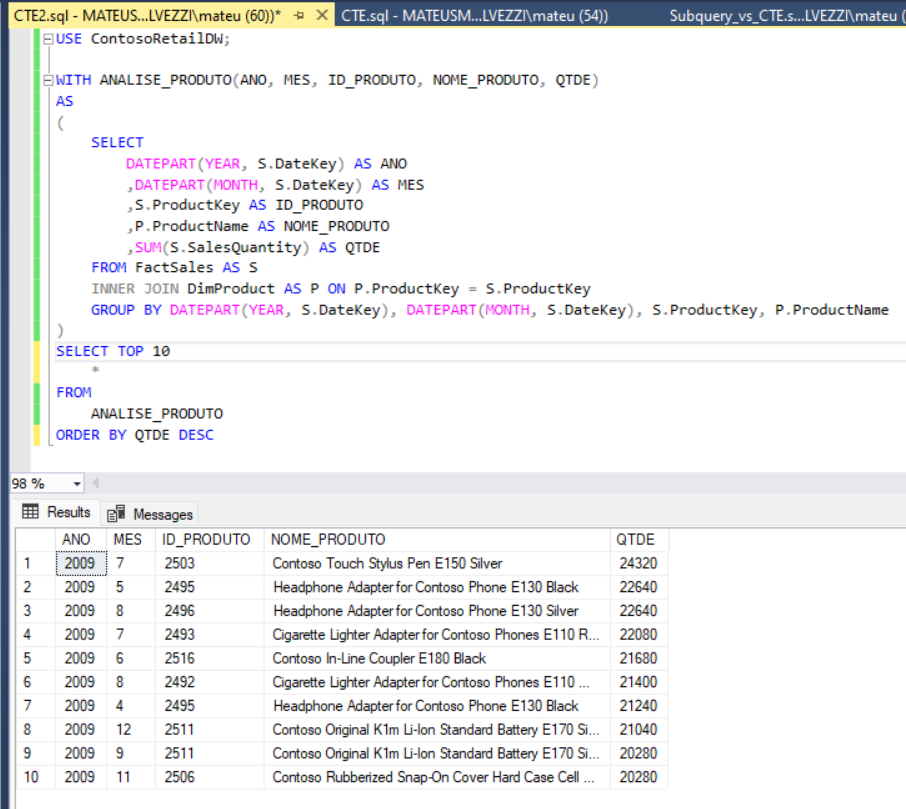 CTE2.sql - MATEUS...LVEZZI\mateu (60))* CTE.sql - MATEUSM...LVEZZI\mateu (54)) Subquery_vs_CTE.s...LVEZZI\mateu (
USE ContosoRetailDW;
WITH ANALISE_PRODUTO(ANO, MES, ID_PRODUTO, NOME_PRODUTO, QTDE)
AS
(
SELECT
DATEPART(YEAR, S.DateKey) AS ANO
,DATEPART(MONTH, S.DateKey) AS MES
,S.ProductKey AS ID_PRODUTO
,P.ProductName AS NOME_PRODUTO
,SUM(S.SalesQuantity) AS QTDE
FROM FactSales AS S
INNER JOIN DimProduct AS P ON P.ProductKey = S.ProductKey
GROUP BY DATEPART(YEAR, S.DateKey), DATEPART(MONTH, S.DateKey), S.ProductKey, P.ProductName
)
SELECT TOP 10
*
FROM
ANALISE_PRODUTO
ORDER BY QTDE DESC
98 %
Results Messages
ANO MES ID_PRODUTO NOME_PRODUTO QTDE
1 2009 7 2503 Contoso Touch Stylus Pen E150 Silver 24320
2 2009 5 2495 Headphone Adapter for Contoso Phone E130 Black 22640
3 2009 8 2496 Headphone Adapter for Contoso Phone E130 Silver 22640
4 2009 7 2493 Cigarette Lighter Adapter for Contoso Phones E110 R... 22080
5 2009 6 2516 Contoso In-Line Coupler E180 Black 21680
6 2009 8 2492 Cigarette Lighter Adapter for Contoso Phones E110 ... 21400
7 2009 4 2495 Headphone Adapter for Contoso Phone E130 Black 21240
8 2009 12 2511 Contoso Original K1m Li-Ion Standard Battery E170 Si... 21040
9 2009 9 2511 Contoso Original K1m Li-Ion Standard Battery E170 Si... 20280
10 2009 11 2506 Contoso Rubberized Snap-On Cover Hard Case Cell ... 20280